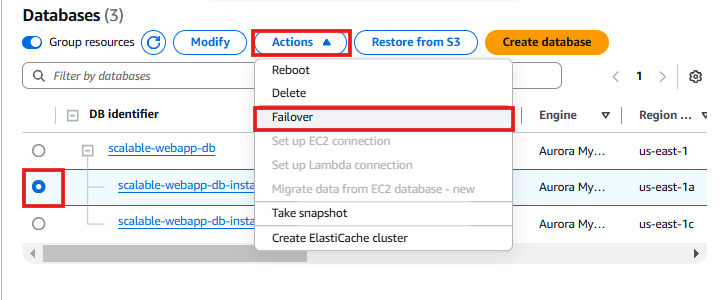 Databases (3)
Group resources Modify Actions Restore from S3 Create database
Filter by databases 1
Reboot
Delete
DB identifier Engine Region ...
Failover
Set up EC2 connection
scalable-webapp-db Aurora My... us-east-1
Set up Lambda connection
scalable-webapp-db-insta Aurora My... us-east-1a
Migrate data from EC2 database - new
Take snapshot
scalable-webapp-db-insta Aurora My... us-east-1c
Create ElastiCache cluster